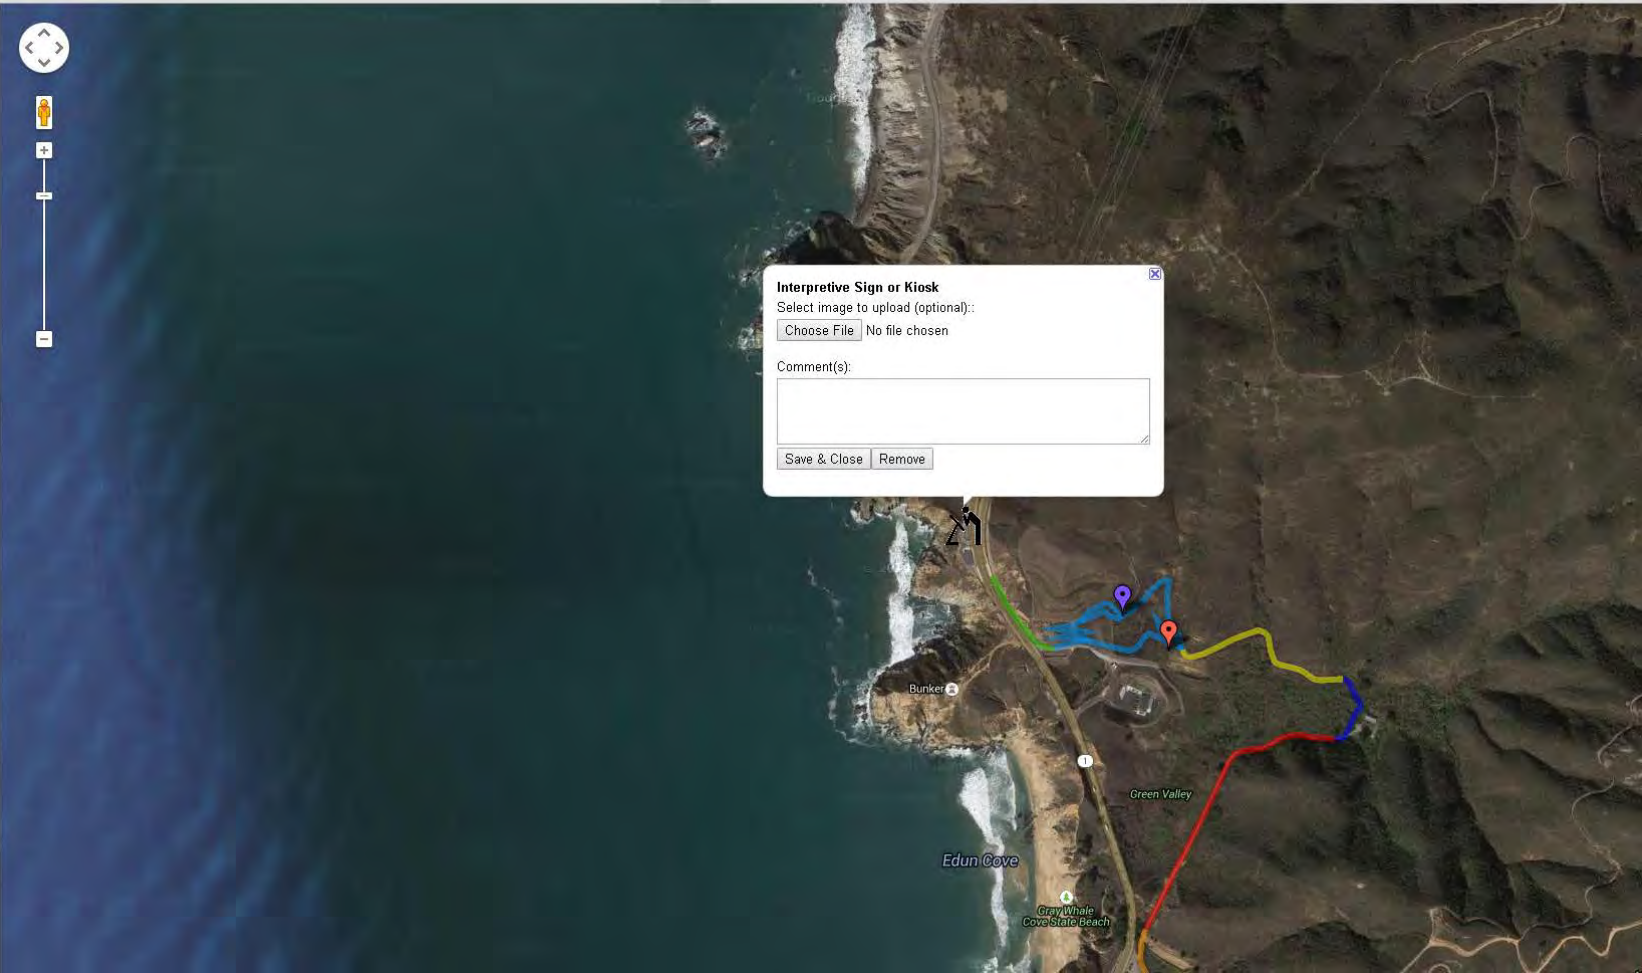 Interpretive Sign or Kiosk
Select image to upload (optional)::
Choose File No file chosen
Comment(s):
Save & Close Remove
Bunker
1
Green Valley
Edun Cove
Gray Whale
Cove State Beach